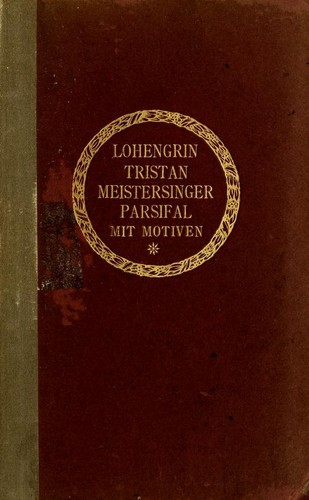 LOHENGRIN
TRISTAN
MEISTERSINGER
PARSIFAL
MIT MOTIVEN